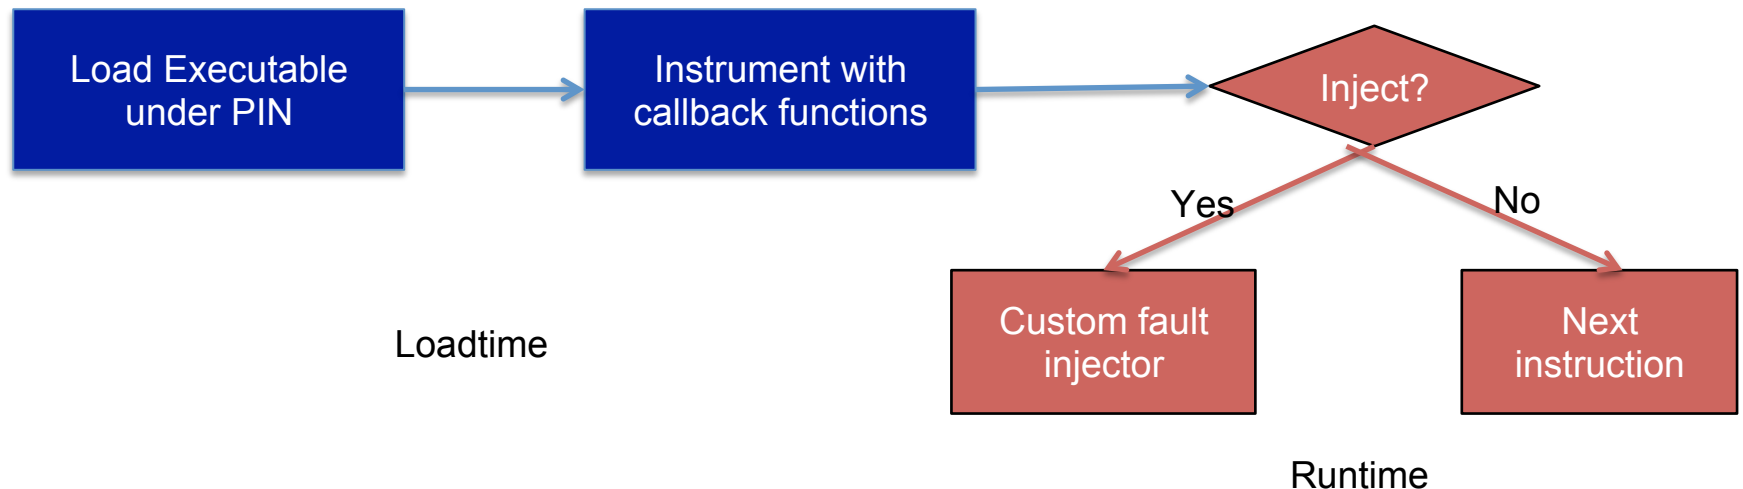 Load Executable
under PIN
Instrument with
callback functions
Inject?
Yes
No
Custom fault
injector
Next
instruction
Loadtime
Runtime